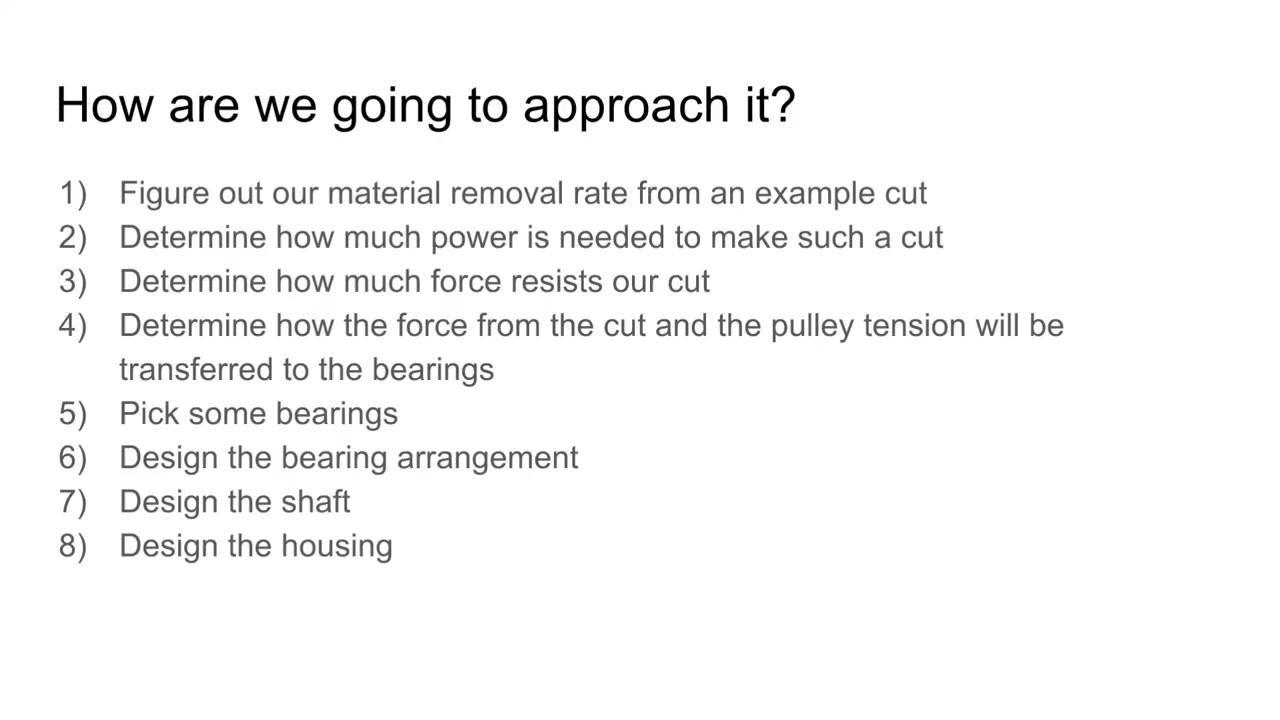 How are we going to approach it?
1) Figure out our material removal rate from an example cut
2) Determine how much power is needed to make such a cut
3) Determine how much force resists our cut
4) Determine how the force from the cut and the pulley tension will be
transferred to the bearings
5) Pick some bearings
6) Design the bearing arrangement
7) Design the shaft
8) Design the housing